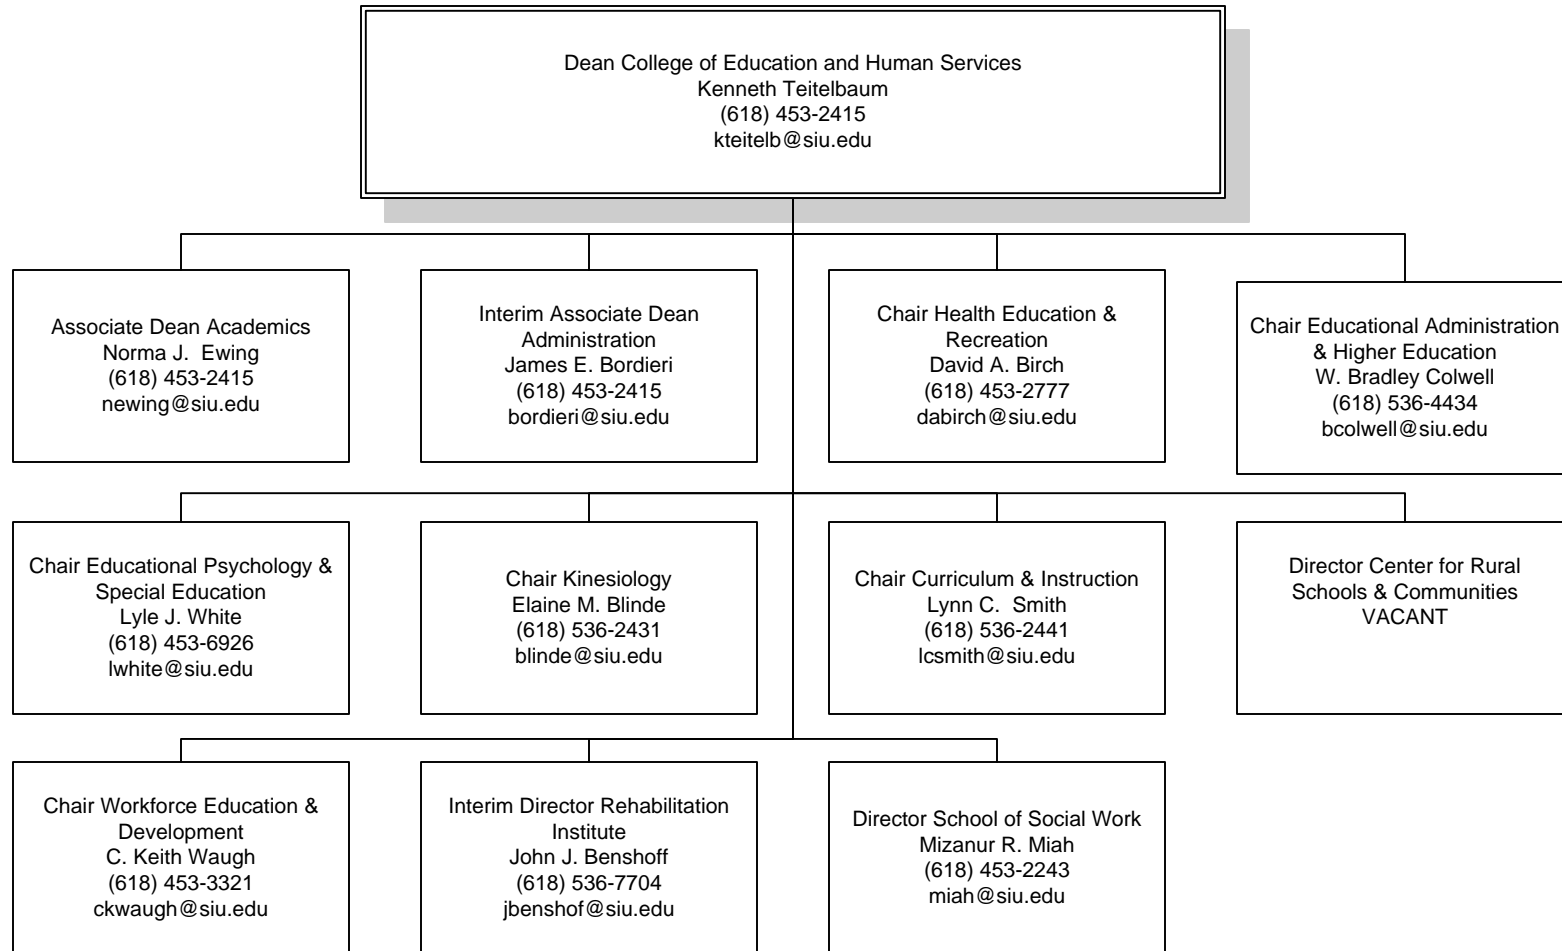 Dean College of Education and Human Services
Kenneth Teitelbaum
(618) 453-2415
kteitelb@siu.edu
Associate Dean Academics
Norma J.  Ewing
(618) 453-2415
newing@siu.edu
Interim Associate Dean
Administration
James E. Bordieri
(618) 453-2415
bordieri@siu.edu
Chair Health Education &
Recreation
David A. Birch
(618) 453-2777
dabirch@siu.edu
Chair Educational Administration
& Higher Education
W. Bradley Colwell
(618) 536-4434
bcolwell@siu.edu
Chair Educational Psychology &
Special Education
Lyle J. White
(618) 453-6926
lwhite@siu.edu
Chair Kinesiology
Elaine M. Blinde
(618) 536-2431
blinde@siu.edu
Chair Curriculum & Instruction
Lynn C.  Smith
(618) 536-2441
lcsmith@siu.edu
Director Center for Rural
Schools & Communities
VACANT
Chair Workforce Education &
Development
C. Keith Waugh
(618) 453-3321
ckwaugh@siu.edu
Interim Director Rehabilitation
Institute
John J. Benshoff
(618) 536-7704
jbenshof@siu.edu
Director School of Social Work
Mizanur R. Miah
(618) 453-2243
miah@siu.edu